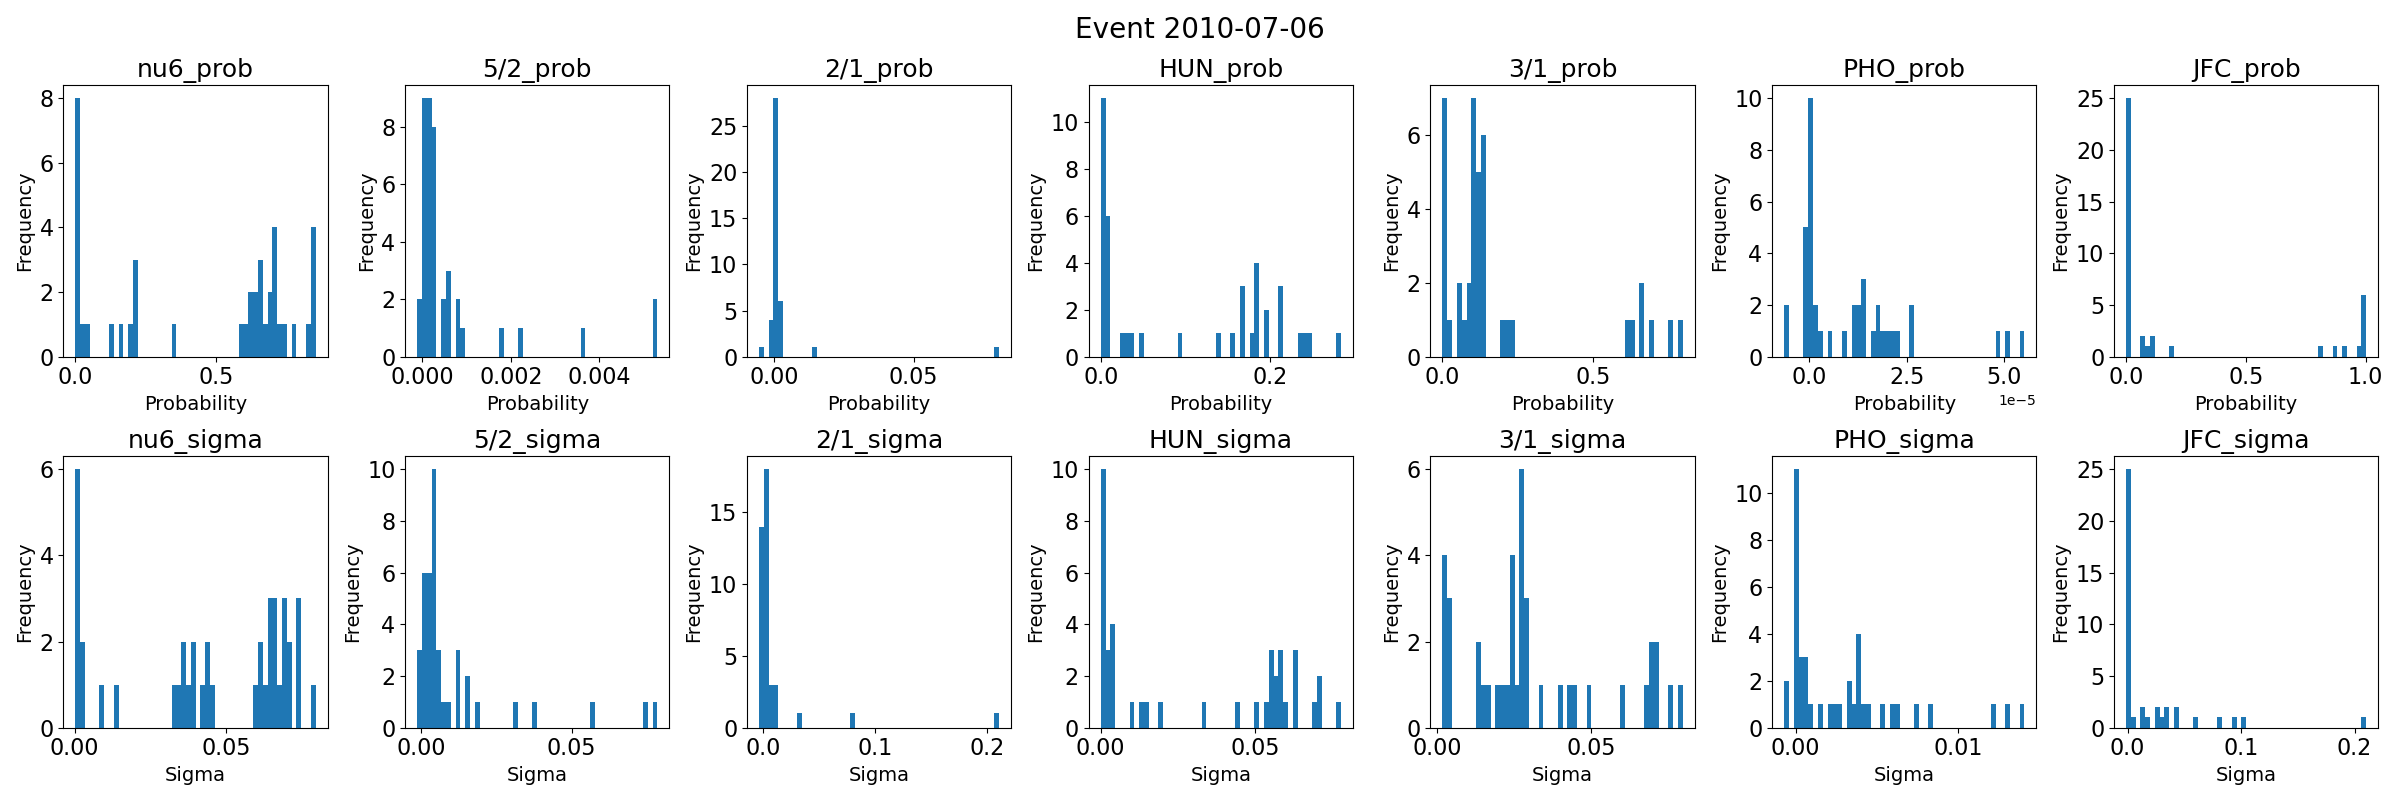 Event 2010-07-06
nu6_prob 5/2_prob 2/1_prob HUN_prob 3/1_prob PHO_prob JFC_prob
Frequency Frequency Frequency Frequency Frequency Frequency Frequency
8 6 4 2 0
8 6 4 2 0
25 20 15 10 5 0
10 8 6 4 2 0
6 4 2 0
10 8 6 4 2 0
25 20 15 10 5 0
0.0 0.5 0.000 0.002 0.004 0.00 0.05 0.0 0.2 0.0 0.5 0.0 2.5 5.0 0.0 0.5 1.0
1e−5
Probability Probability Probability Probability Probability Probability Probability
nu6_sigma 5/2_sigma 2/1_sigma HUN_sigma 3/1_sigma PHO_sigma JFC_sigma
Frequency Frequency Frequency Frequency Frequency Frequency Frequency
6 4 2 0
10 8 6 4 2 0
15 10 5 0
10 8 6 4 2 0
6 4 2 0
10 8 6 4 2 0
25 20 15 10 5 0
0.00 0.05 0.00 0.05 0.0 0.1 0.2 0.00 0.05 0.00 0.05 0.00 0.01 0.0 0.1 0.2
Sigma Sigma Sigma Sigma Sigma Sigma Sigma